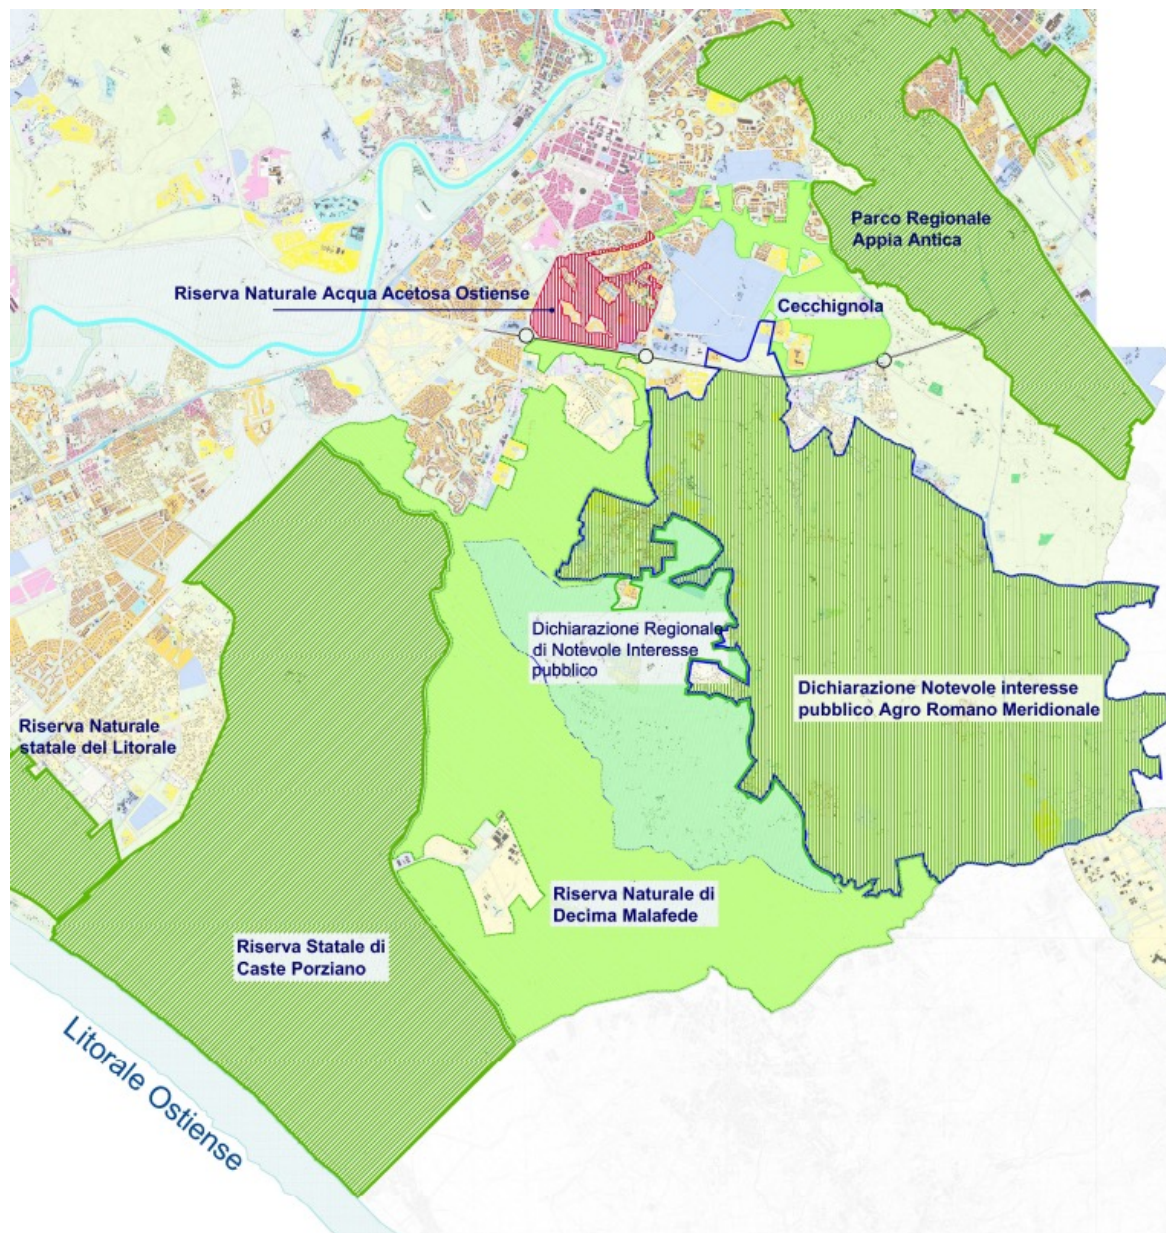 Parco Regionale
Appia Antica
Riserva Naturale Acqua Acetosa Ostiense
Cecchignola
Dichiarazione Regionale
di Notevole Interesse
pubblico
Dichiarazione Notevole interesse
pubblico Agro Romano Meridionale
Riserva Naturale
statale del Litorale
Riserva Naturale di
Decima Malafede
Riserva Statale di
Caste Porziano
Litorale Ostiense